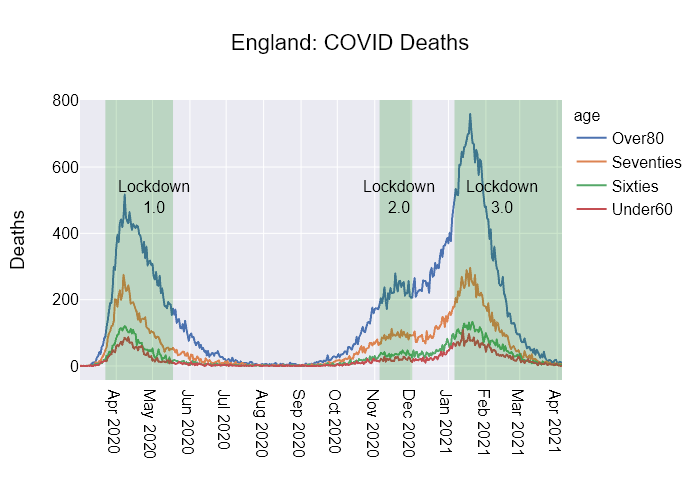 England: COVID Deaths
age
Over80
Seventies
Sixties
Under60
Deaths
800
600
400
200
0
Lockdown
1.0
Lockdown
2.0
Lockdown
3.0
Apr 2020
May 2020
Jun 2020
Jul 2020
Aug 2020
Sep 2020
Oct 2020
Nov 2020
Dec 2020
Jan 2021
Feb 2021
Mar 2021
Apr 2021